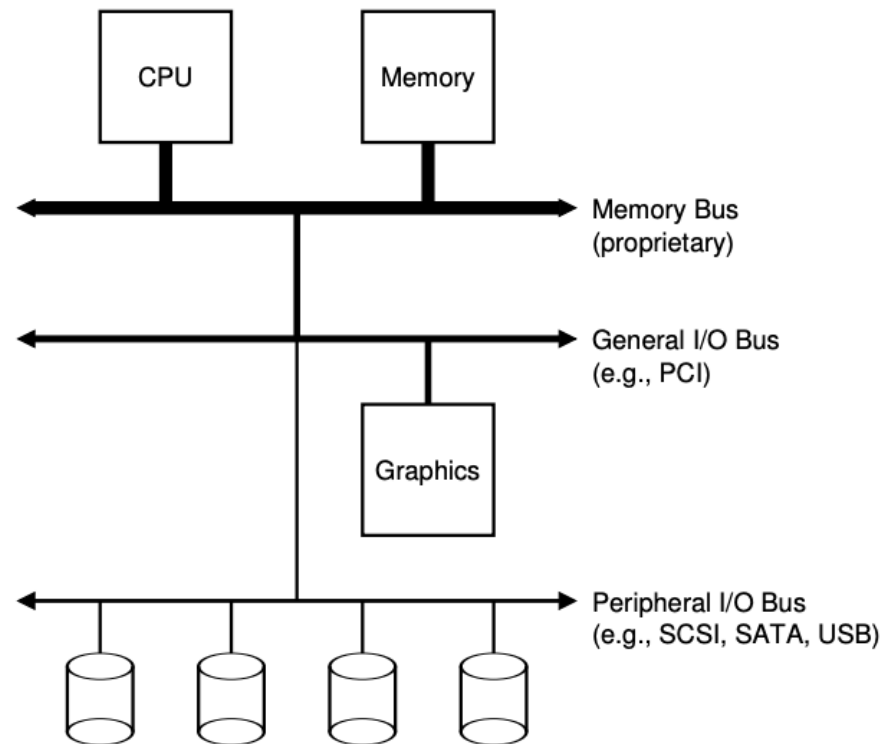 CPU
Memory
Memory Bus
(proprietary)
General I/O Bus
(e.g., PCI)
Graphics
Peripheral I/O Bus
(e.g., SCSI, SATA, USB)